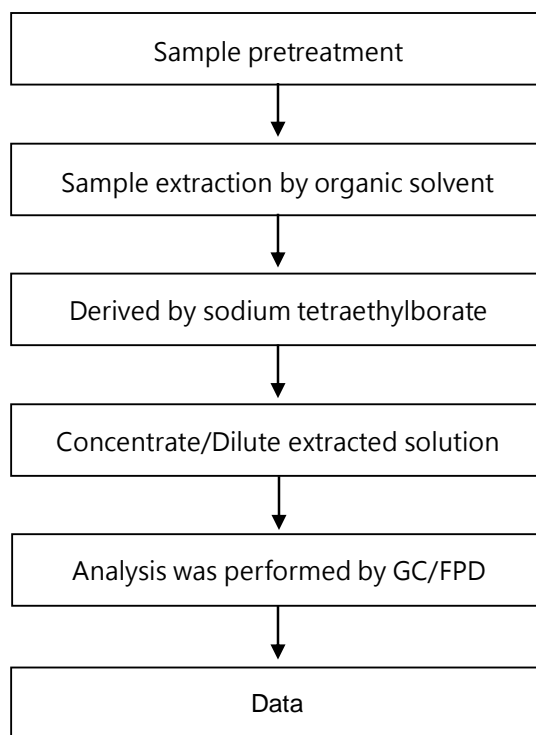 Sample pretreatment
Sample extraction by organic solvent
Derived by sodium tetraethylborate
Concentrate/Dilute extracted solution
Analysis was performed by GC/FPD
Data